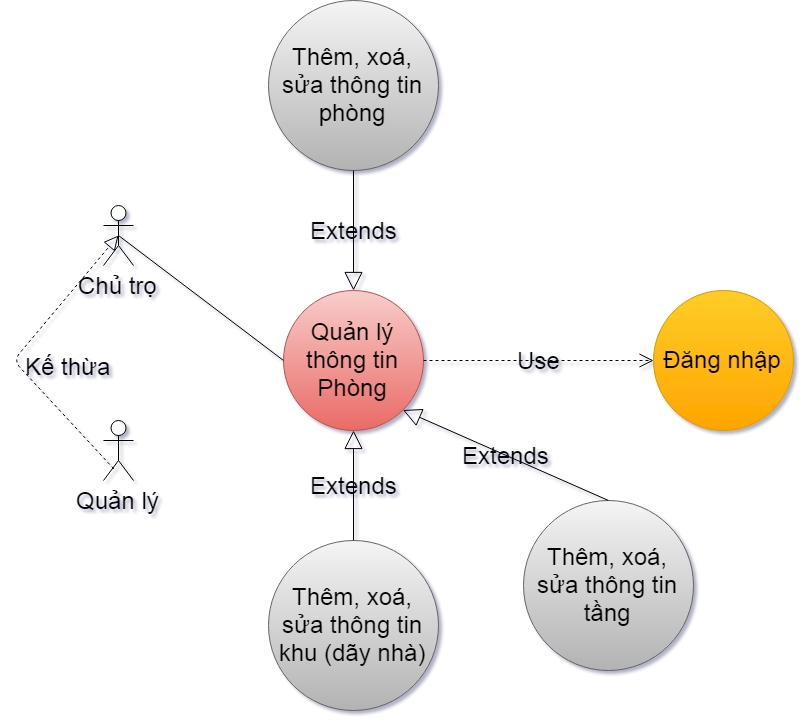 Thêm, xoá,
sửa thông tin
phòng
Extends
Chủ trọ
Quản lý
thông tin
Phòng
Use
Đăng nhập
Kế thừa
Extends
Extends
Quản lý
Thêm, xoá,
sửa thông tin
tầng
Thêm, xoá,
sửa thông tin
khu (dãy nhà)